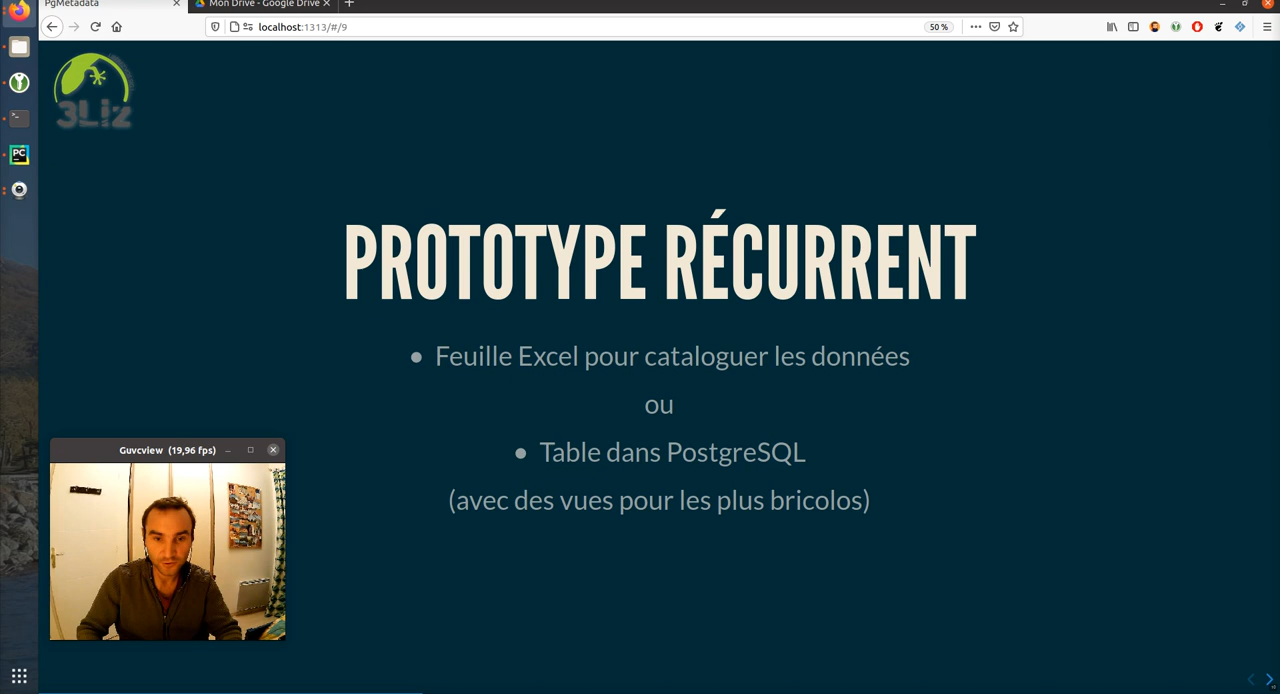 PgMetadata
Mon Drive - Google Drive
localhost:1313/#/9
50 %
3Liz
PROTOTYPE RÉCURRENT
• Feuille Excel pour cataloguer les données
ou
• Table dans PostgreSQL
(avec des vues pour les plus bricolos)
Guvcview (19,96 fps)
PC